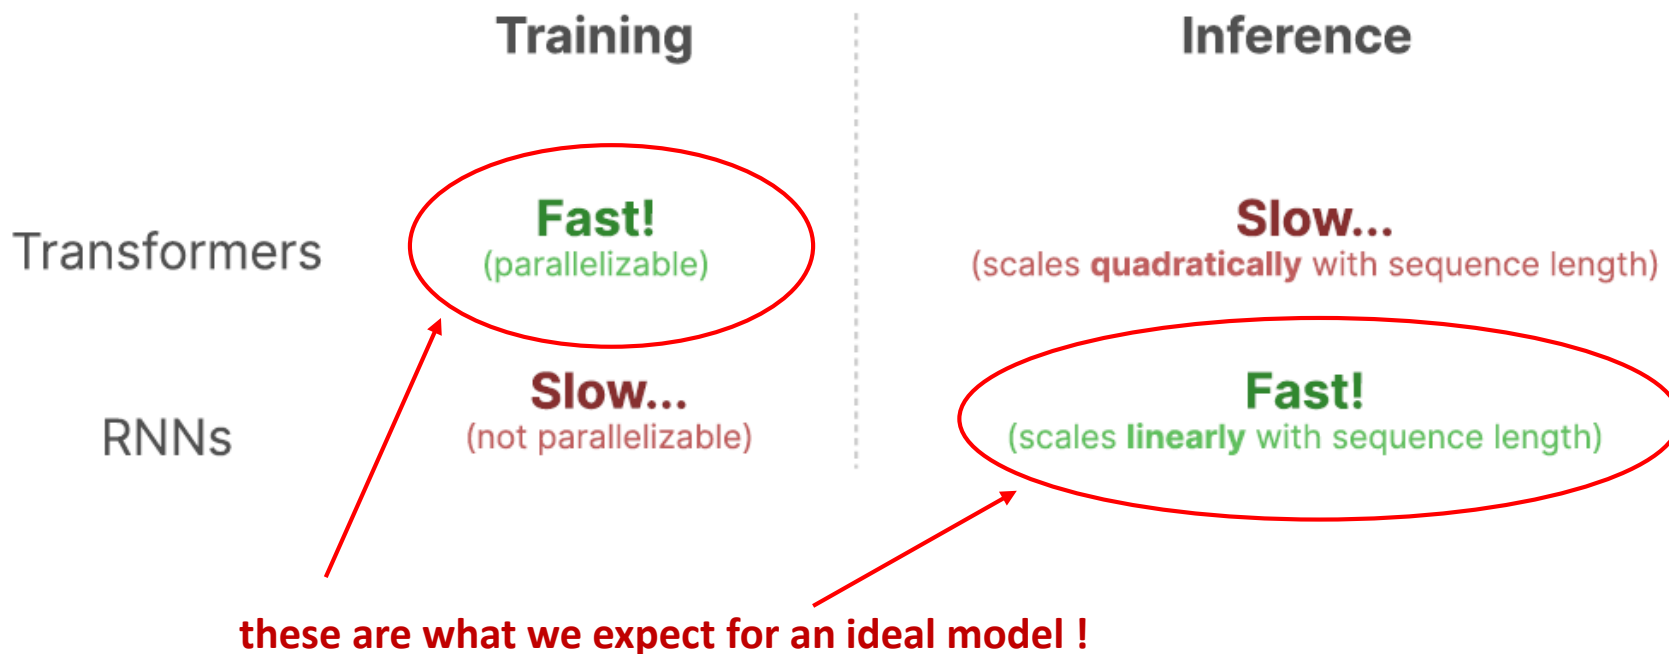 Training
Inference
Transformers
Fast!
(parallelizable)
Slow...
(scales quadratically with sequence length)
RNNs
Slow...
(not parallelizable)
Fast!
(scales linearly with sequence length)
these are what we expect for an ideal model !